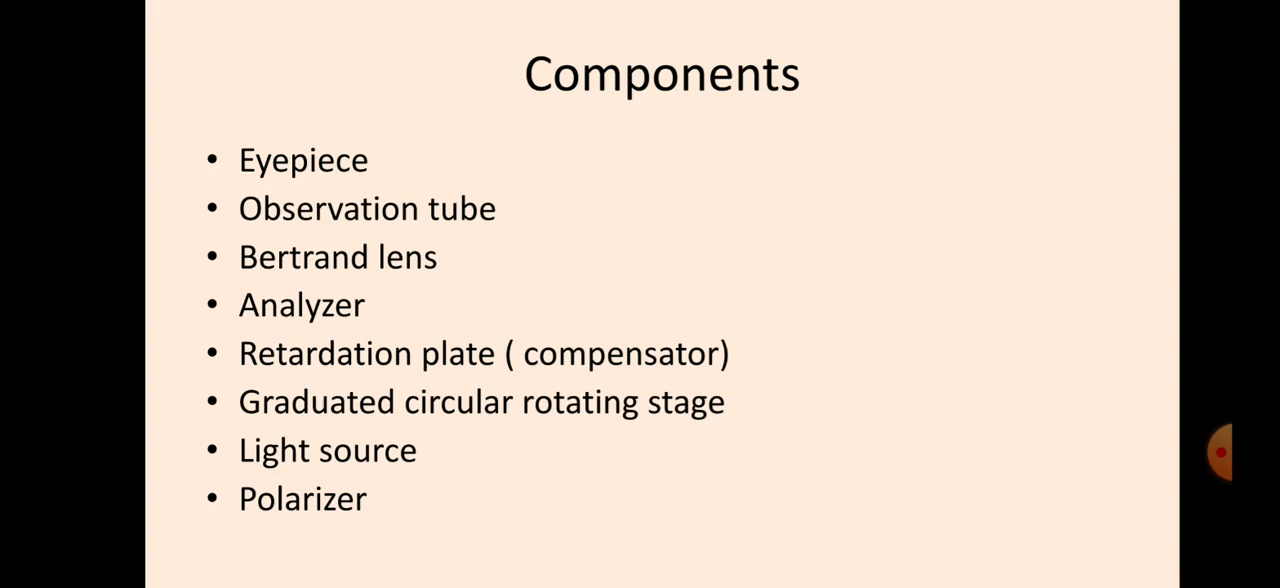 Components
• Eyepiece
• Observation tube
• Bertrand lens
• Analyzer
• Retardation plate ( compensator)
• Graduated circular rotating stage
• Light source
• Polarizer